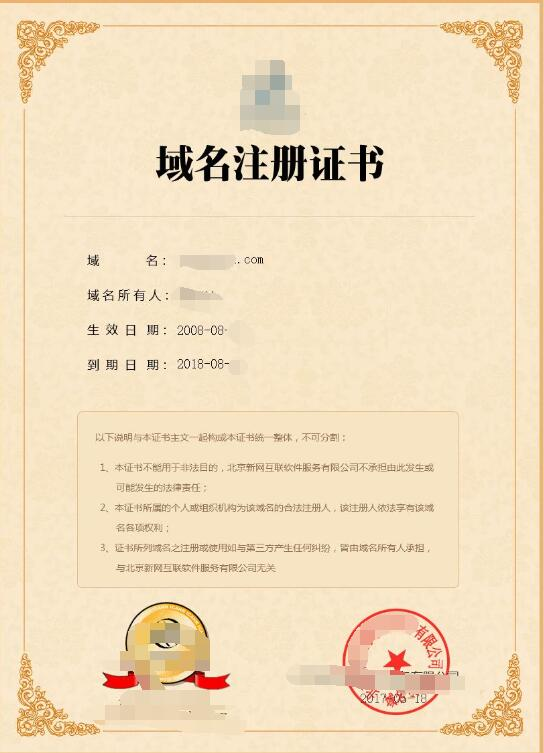 域名注册证书
域 名： .com
域名所有人：
生效日期： 2008-08-
到期日期： 2018-08-
以下说明与本证书主文一起构成本证书统一整体，不可分割；
1、本证书不能用于非法目的，北京新网互联软件服务有限公司不承担由此发生或
可能发生的法律责任；
2、本证书所属的个人或组织机构为该域名的合法注册人，该注册人依法享有该域
名各项权利；
3、证书所列域名之注册或使用如与第三方产生任何纠纷，皆由域名所有人承担，
与北京新网互联软件服务有限公司无关
有限公司
有限公司
2017-05-18